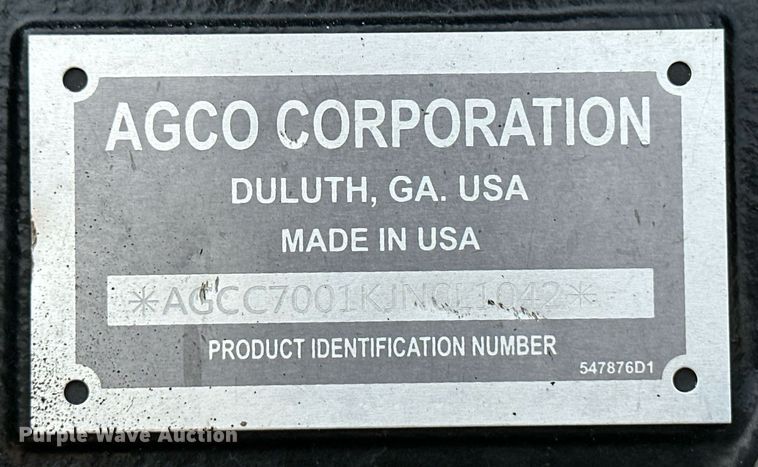 AGCO CORPORATION
DULUTH, GA. USA
MADE IN USA
*AGCC7001KJNCL1042*
PRODUCT IDENTIFICATION NUMBER
547876D1
Purple Wave Auction